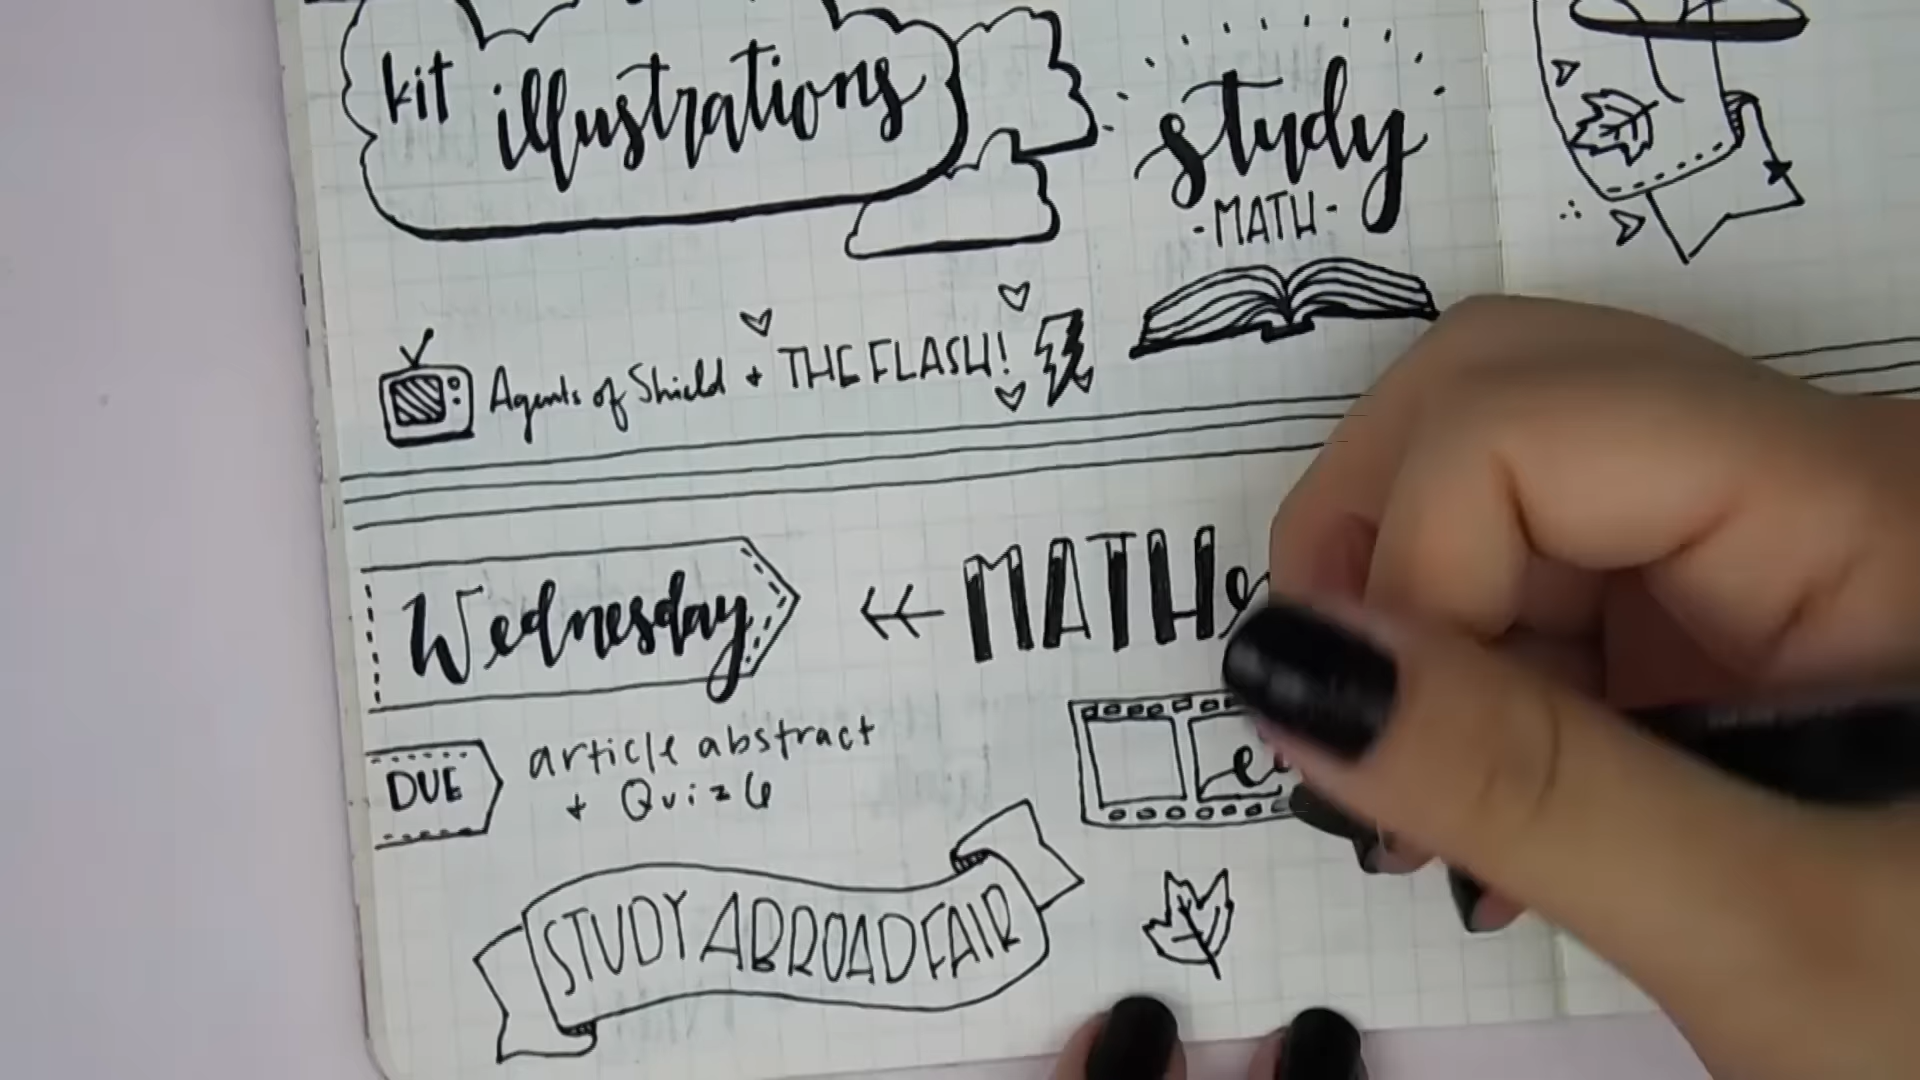 kit illustrations
study
-MATH-
Agents of Shield + THE FLASH!
Wednesday
MATH
DUE
article abstract
+ Quiz 6
STUDY ABROAD FAIR